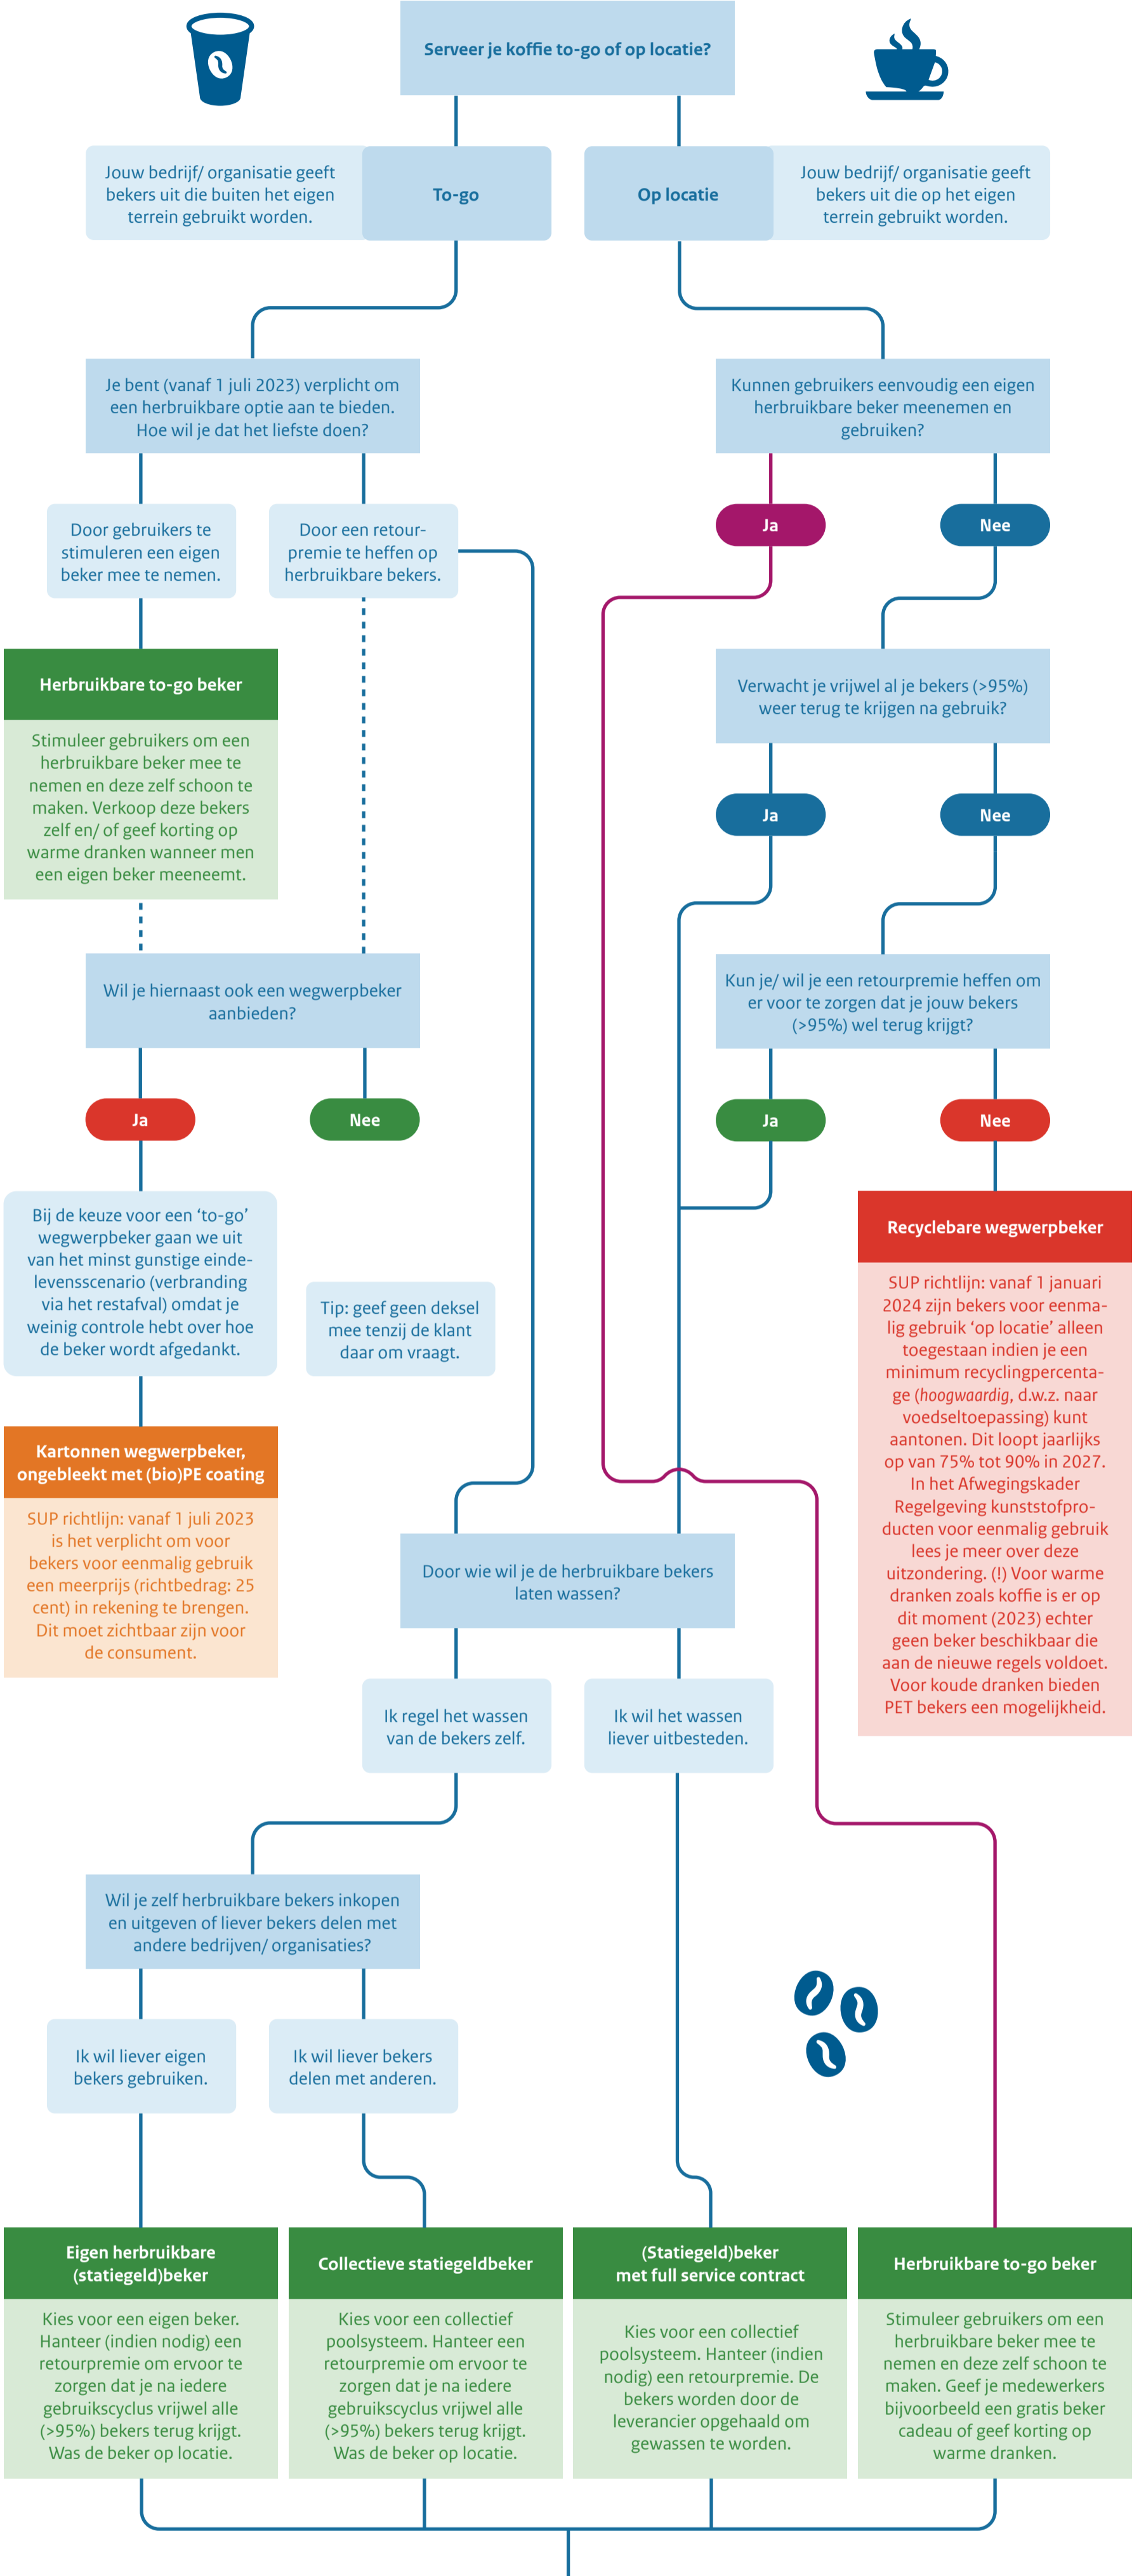 Serveer je koffie to-go of op locatie?
Jouw bedrijf/ organisatie geeft
bekers uit die buiten het eigen
terrein gebruikt worden.
To-go
Op locatie
Jouw bedrijf/ organisatie geeft
bekers uit die op het eigen
terrein gebruikt worden.
Je bent (vanaf 1 juli 2023) verplicht om
een herbruikbare optie aan te bieden.
Hoe wil je dat het liefste doen?
Kunnen gebruikers eenvoudig een eigen
herbruikbare beker meenemen en
gebruiken?
Door gebruikers te
stimuleren een eigen
beker mee te nemen.
Door een retour-
premie te heffen op
herbruikbare bekers.
Ja
Nee
Herbruikbare to-go beker
Stimuleer gebruikers om een
herbruikbare beker mee te
nemen en deze zelf schoon te
maken. Verkoop deze bekers
zelf en/ of geef korting op
warme dranken wanneer men
een eigen beker meeneemt.
Verwacht je vrijwel al je bekers (>95%)
weer terug te krijgen na gebruik?
Ja
Nee
Wil je hiernaast ook een wegwerpbeker
aanbieden?
Kun je/ wil je een retourpremie heffen om
er voor te zorgen dat je jouw bekers
(>95%) wel terug krijgt?
Ja
Nee
Ja
Nee
Bij de keuze voor een ‘to-go’
wegwerpbeker gaan we uit
van het minst gunstige einde-
levensscenario (verbranding
via het restafval) omdat je
weinig controle hebt over hoe
de beker wordt afgedankt.
Tip: geef geen deksel
mee tenzij de klant
daar om vraagt.
Recyclebare wegwerpbeker
SUP richtlijn: vanaf 1 januari
2024 zijn bekers voor eenma-
lig gebruik ‘op locatie’ alleen
toegestaan indien je een
minimum recyclingpercenta-
ge (hoogwaardig, d.w.z. naar
voedseltoepassing) kunt
aantonen. Dit loopt jaarlijks
op van 75% tot 90% in 2027.
In het Afwegingskader
Regelgeving kunststofpro-
ducten voor eenmalig gebruik
lees je meer over deze
uitzondering. (!) Voor warme
dranken zoals koffie is er op
dit moment (2023) echter
geen beker beschikbaar die
aan de nieuwe regels voldoet.
Voor koude dranken bieden
PET bekers een mogelijkheid.
Kartonnen wegwerpbeker,
ongebleekt met (bio)PE coating
SUP richtlijn: vanaf 1 juli 2023
is het verplicht om voor
bekers voor eenmalig gebruik
een meerprijs (richtbedrag: 25
cent) in rekening te brengen.
Dit moet zichtbaar zijn voor
de consument.
Door wie wil je de herbruikbare bekers
laten wassen?
Ik regel het wassen
van de bekers zelf.
Ik wil het wassen
liever uitbesteden.
Wil je zelf herbruikbare bekers inkopen
en uitgeven of liever bekers delen met
andere bedrijven/ organisaties?
Ik wil liever eigen
bekers gebruiken.
Ik wil liever bekers
delen met anderen.
Eigen herbruikbare
(statiegeld)beker
Kies voor een eigen beker.
Hanteer (indien nodig) een
retourpremie om ervoor te
zorgen dat je na iedere
gebruikscyclus vrijwel alle
(>95%) bekers terug krijgt.
Was de beker op locatie.
Collectieve statiegeldbeker
Kies voor een collectief
poolsysteem. Hanteer een
retourpremie om ervoor te
zorgen dat je na iedere
gebruikscyclus vrijwel alle
(>95%) bekers terug krijgt.
Was de beker op locatie.
(Statiegeld)beker
met full service contract
Kies voor een collectief
poolsysteem. Hanteer (indien
nodig) een retourpremie. De
bekers worden door de
leverancier opgehaald om
gewassen te worden.
Herbruikbare to-go beker
Stimuleer gebruikers om een
herbruikbare beker mee te
nemen en deze zelf schoon te
maken. Geef je medewerkers
bijvoorbeeld een gratis beker
cadeau of geef korting op
warme dranken.